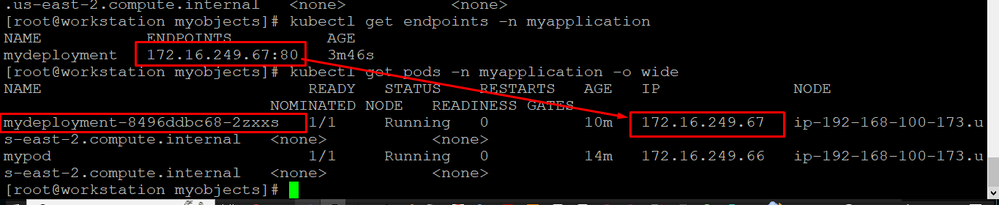 .us-east-2.compute.internal   <none>           <none>
[root@workstation myobjects]# kubectl get endpoints -n myapplication
NAME           ENDPOINTS          AGE
mydeployment   172.16.249.67:80   3m46s
[root@workstation myobjects]# kubectl get pods -n myapplication -o wide
NAME                            READY   STATUS    RESTARTS   AGE   IP              NODE
                            NOMINATED NODE   READINESS GATES
mydeployment-8496ddbc68-2zxxs   1/1     Running   0          10m   172.16.249.67   ip-192-168-100-173.u
s-east-2.compute.internal   <none>           <none>
mypod                           1/1     Running   0          14m   172.16.249.66   ip-192-168-100-173.u
s-east-2.compute.internal   <none>           <none>
[root@workstation myobjects]#